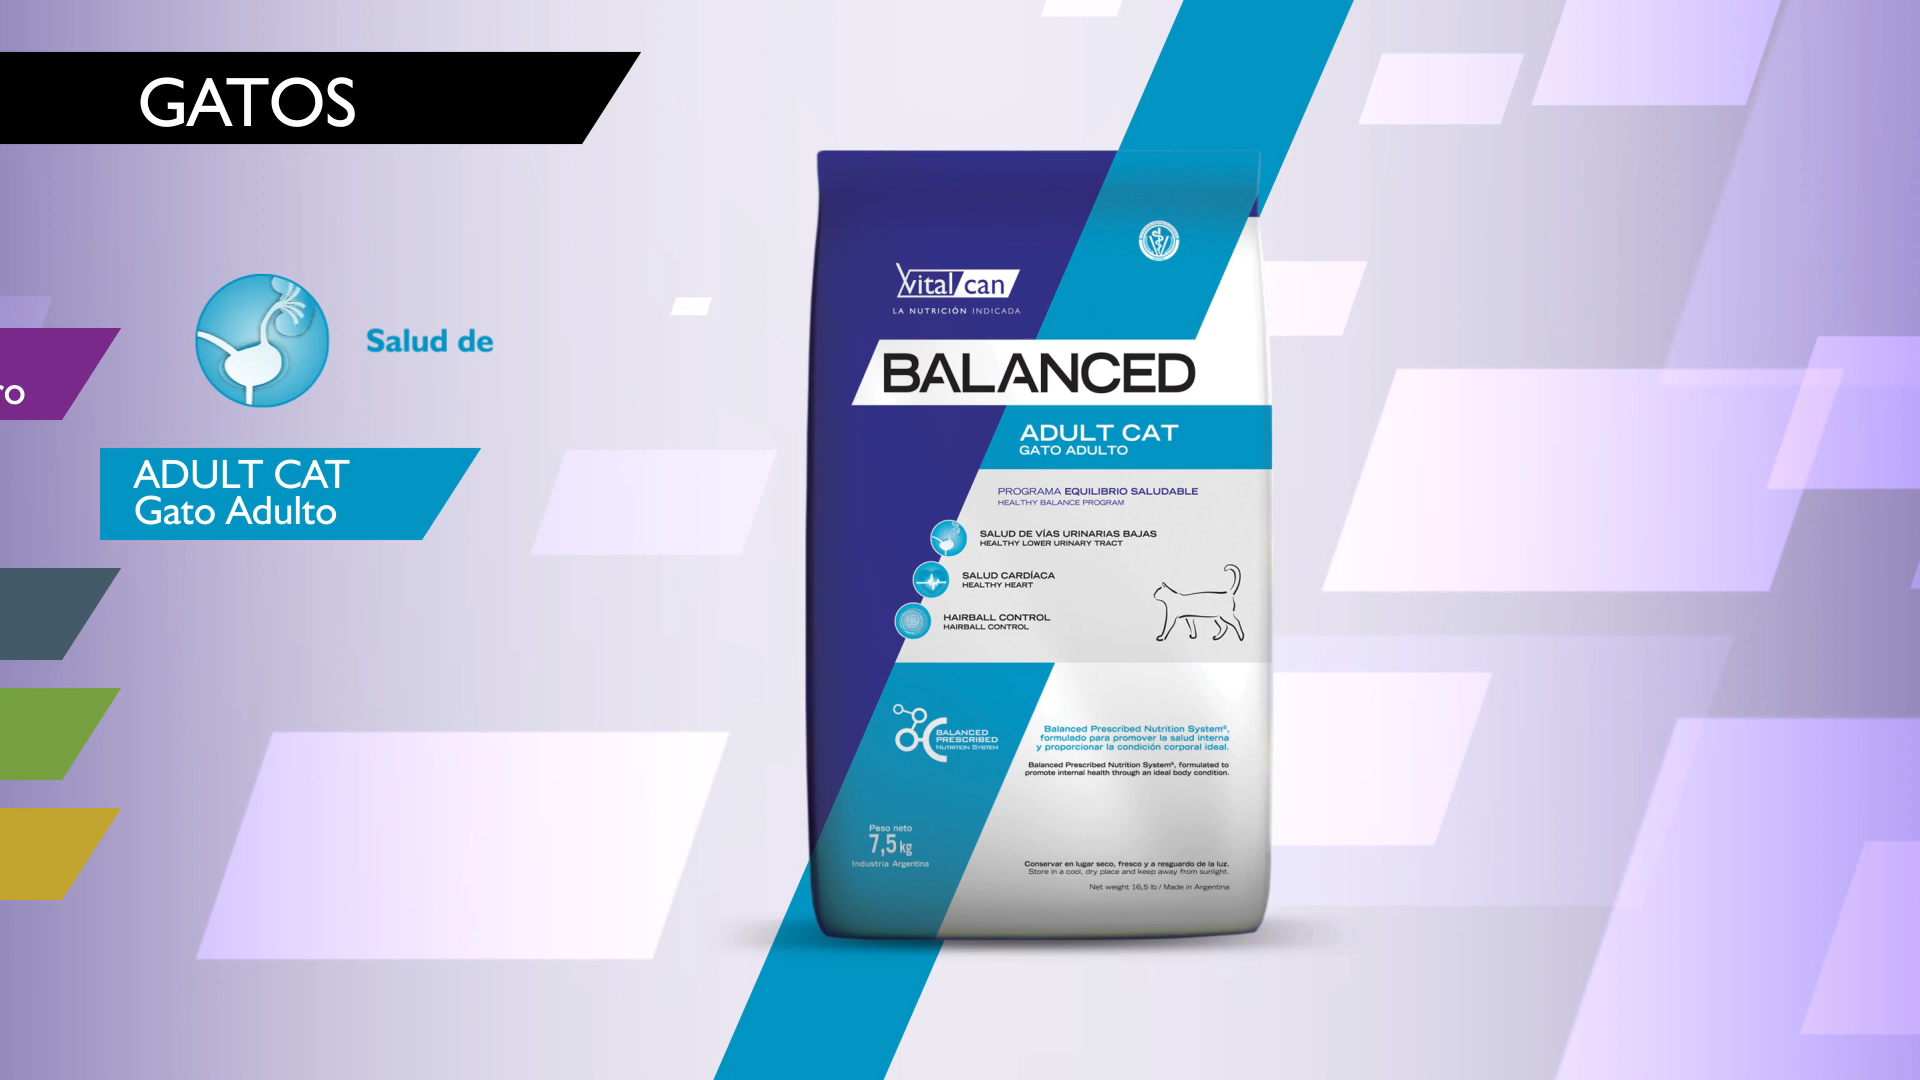 GATOS
Salud de
ro
ADULT CAT
Gato Adulto
Vital can
LA NUTRICIÓN INDICADA
BALANCED
ADULT CAT
GATO ADULTO
PROGRAMA EQUILIBRIO SALUDABLE
HEALTHY BALANCE PROGRAM
SALUD DE VÍAS URINARIAS BAJAS
HEALTHY LOWER URINARY TRACT
SALUD CARDÍACA
HEALTHY HEART
HAIRBALL CONTROL
HAIRBALL CONTROL
BALANCED
PRESCRIBED
NUTRITION SYSTEM
Balanced Prescribed Nutrition System®,
formulado para promover la salud interna
y proporcionar la condición corporal ideal.
Balanced Prescribed Nutrition System®, formulated to
promote internal health through an ideal body condition.
Peso neto
7,5 kg
Industria Argentina
Conservar en lugar seco, fresco y a resguardo de la luz.
Store in a cool, dry place and keep away from sunlight.
Net weight 16,5 lb / Made in Argentina